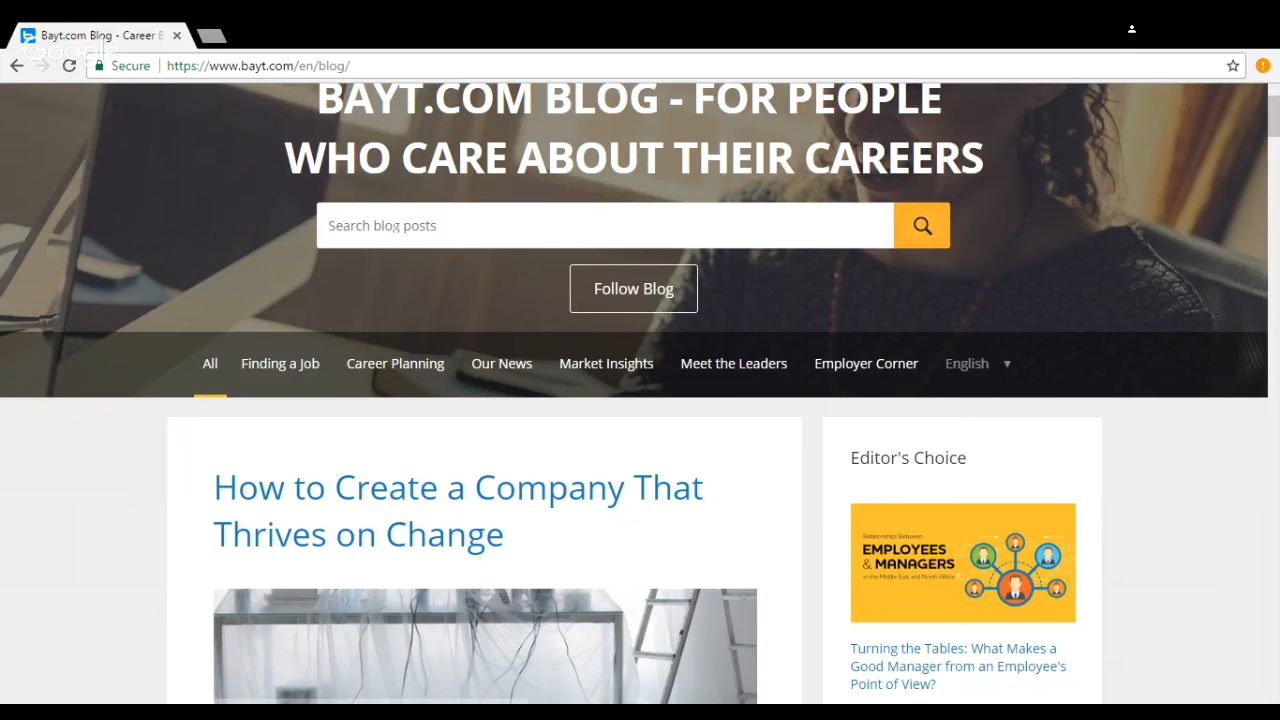 Bayt.com Blog - Career B
Google
Secure
https://www.bayt.com/en/blog/
BAYT.COM BLOG - FOR PEOPLE
WHO CARE ABOUT THEIR CAREERS
Search blog posts
Follow Blog
All Finding a Job Career Planning Our News Market Insights Meet the Leaders Employer Corner English
How to Create a Company That
Thrives on Change
Editor's Choice
Relationships Between
EMPLOYEES
& MANAGERS
in the Middle East and North Africa
Turning the Tables: What Makes a
Good Manager from an Employee's
Point of View?